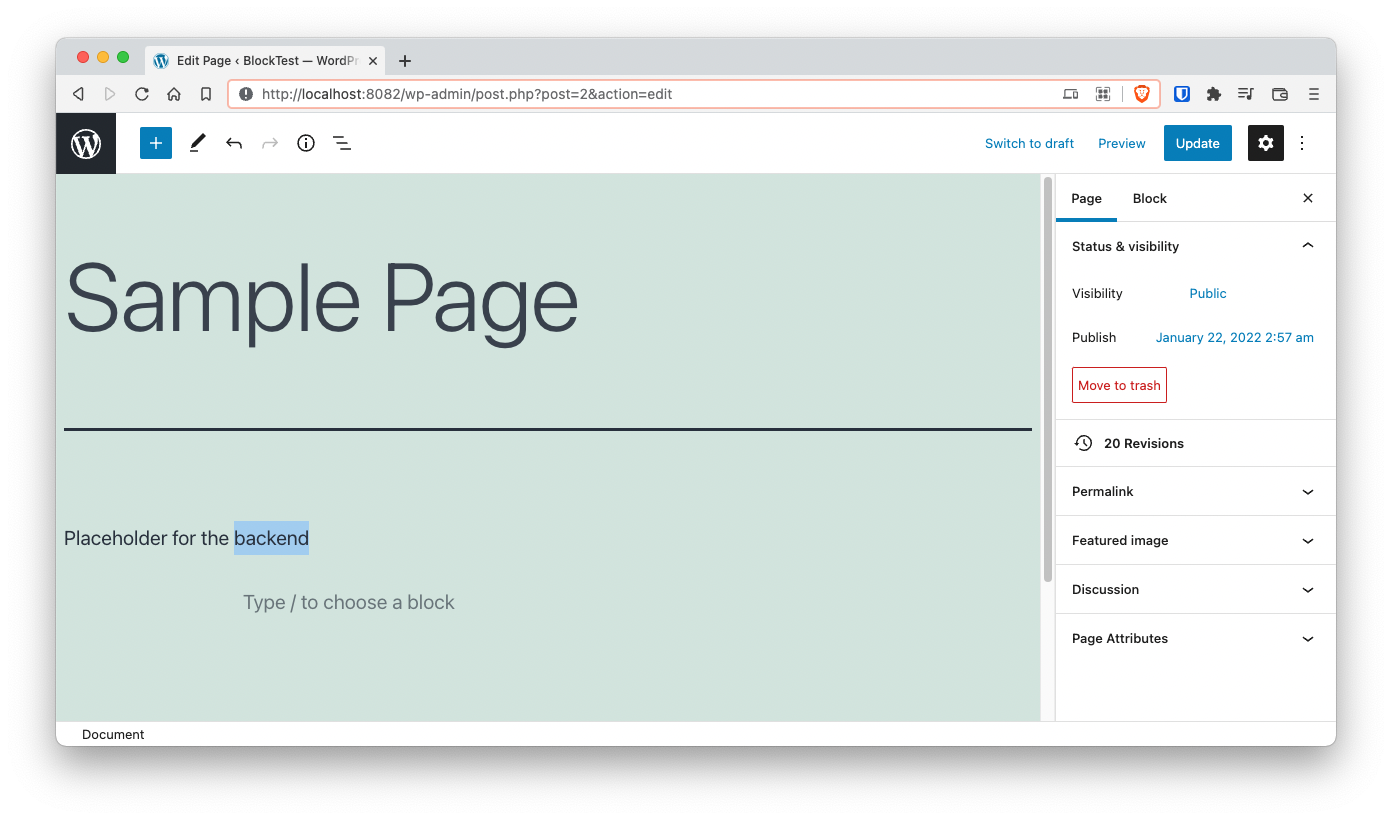 Edit Page ‹ BlockTest — WordPr
http://localhost:8082/wp-admin/post.php?post=2&action=edit
Switch to draft
Preview
Update
Page
Block
Sample Page
Status & visibility
Visibility
Public
Publish
January 22, 2022 2:57 am
Move to trash
20 Revisions
Permalink
Placeholder for the backend
Featured image
Discussion
Type / to choose a block
Page Attributes
Document